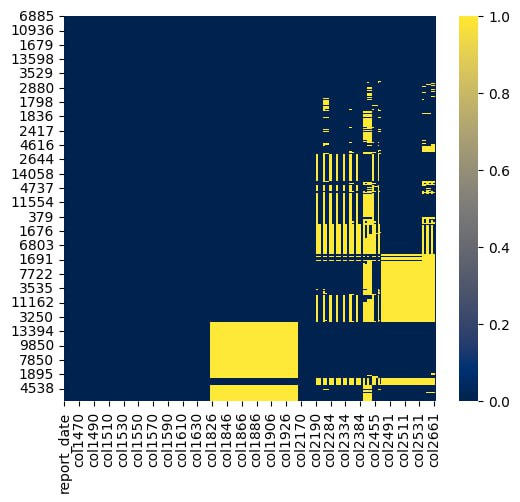 6885
10936
1679
13598
3529
2880
1798
1836
2417
4616
2644
14058
4737
11554
379
1676
6803
1691
7722
3535
11162
3250
13394
9850
7850
1895
4538
1.0
0.8
0.6
0.4
0.2
0.0
report_date
col1470
col1490
col1510
col1530
col1550
col1570
col1590
col1610
col1630
col1826
col1846
col1866
col1886
col1906
col1926
col2170
col2190
col2284
col2334
col2384
col2455
col2491
col2511
col2531
col2661